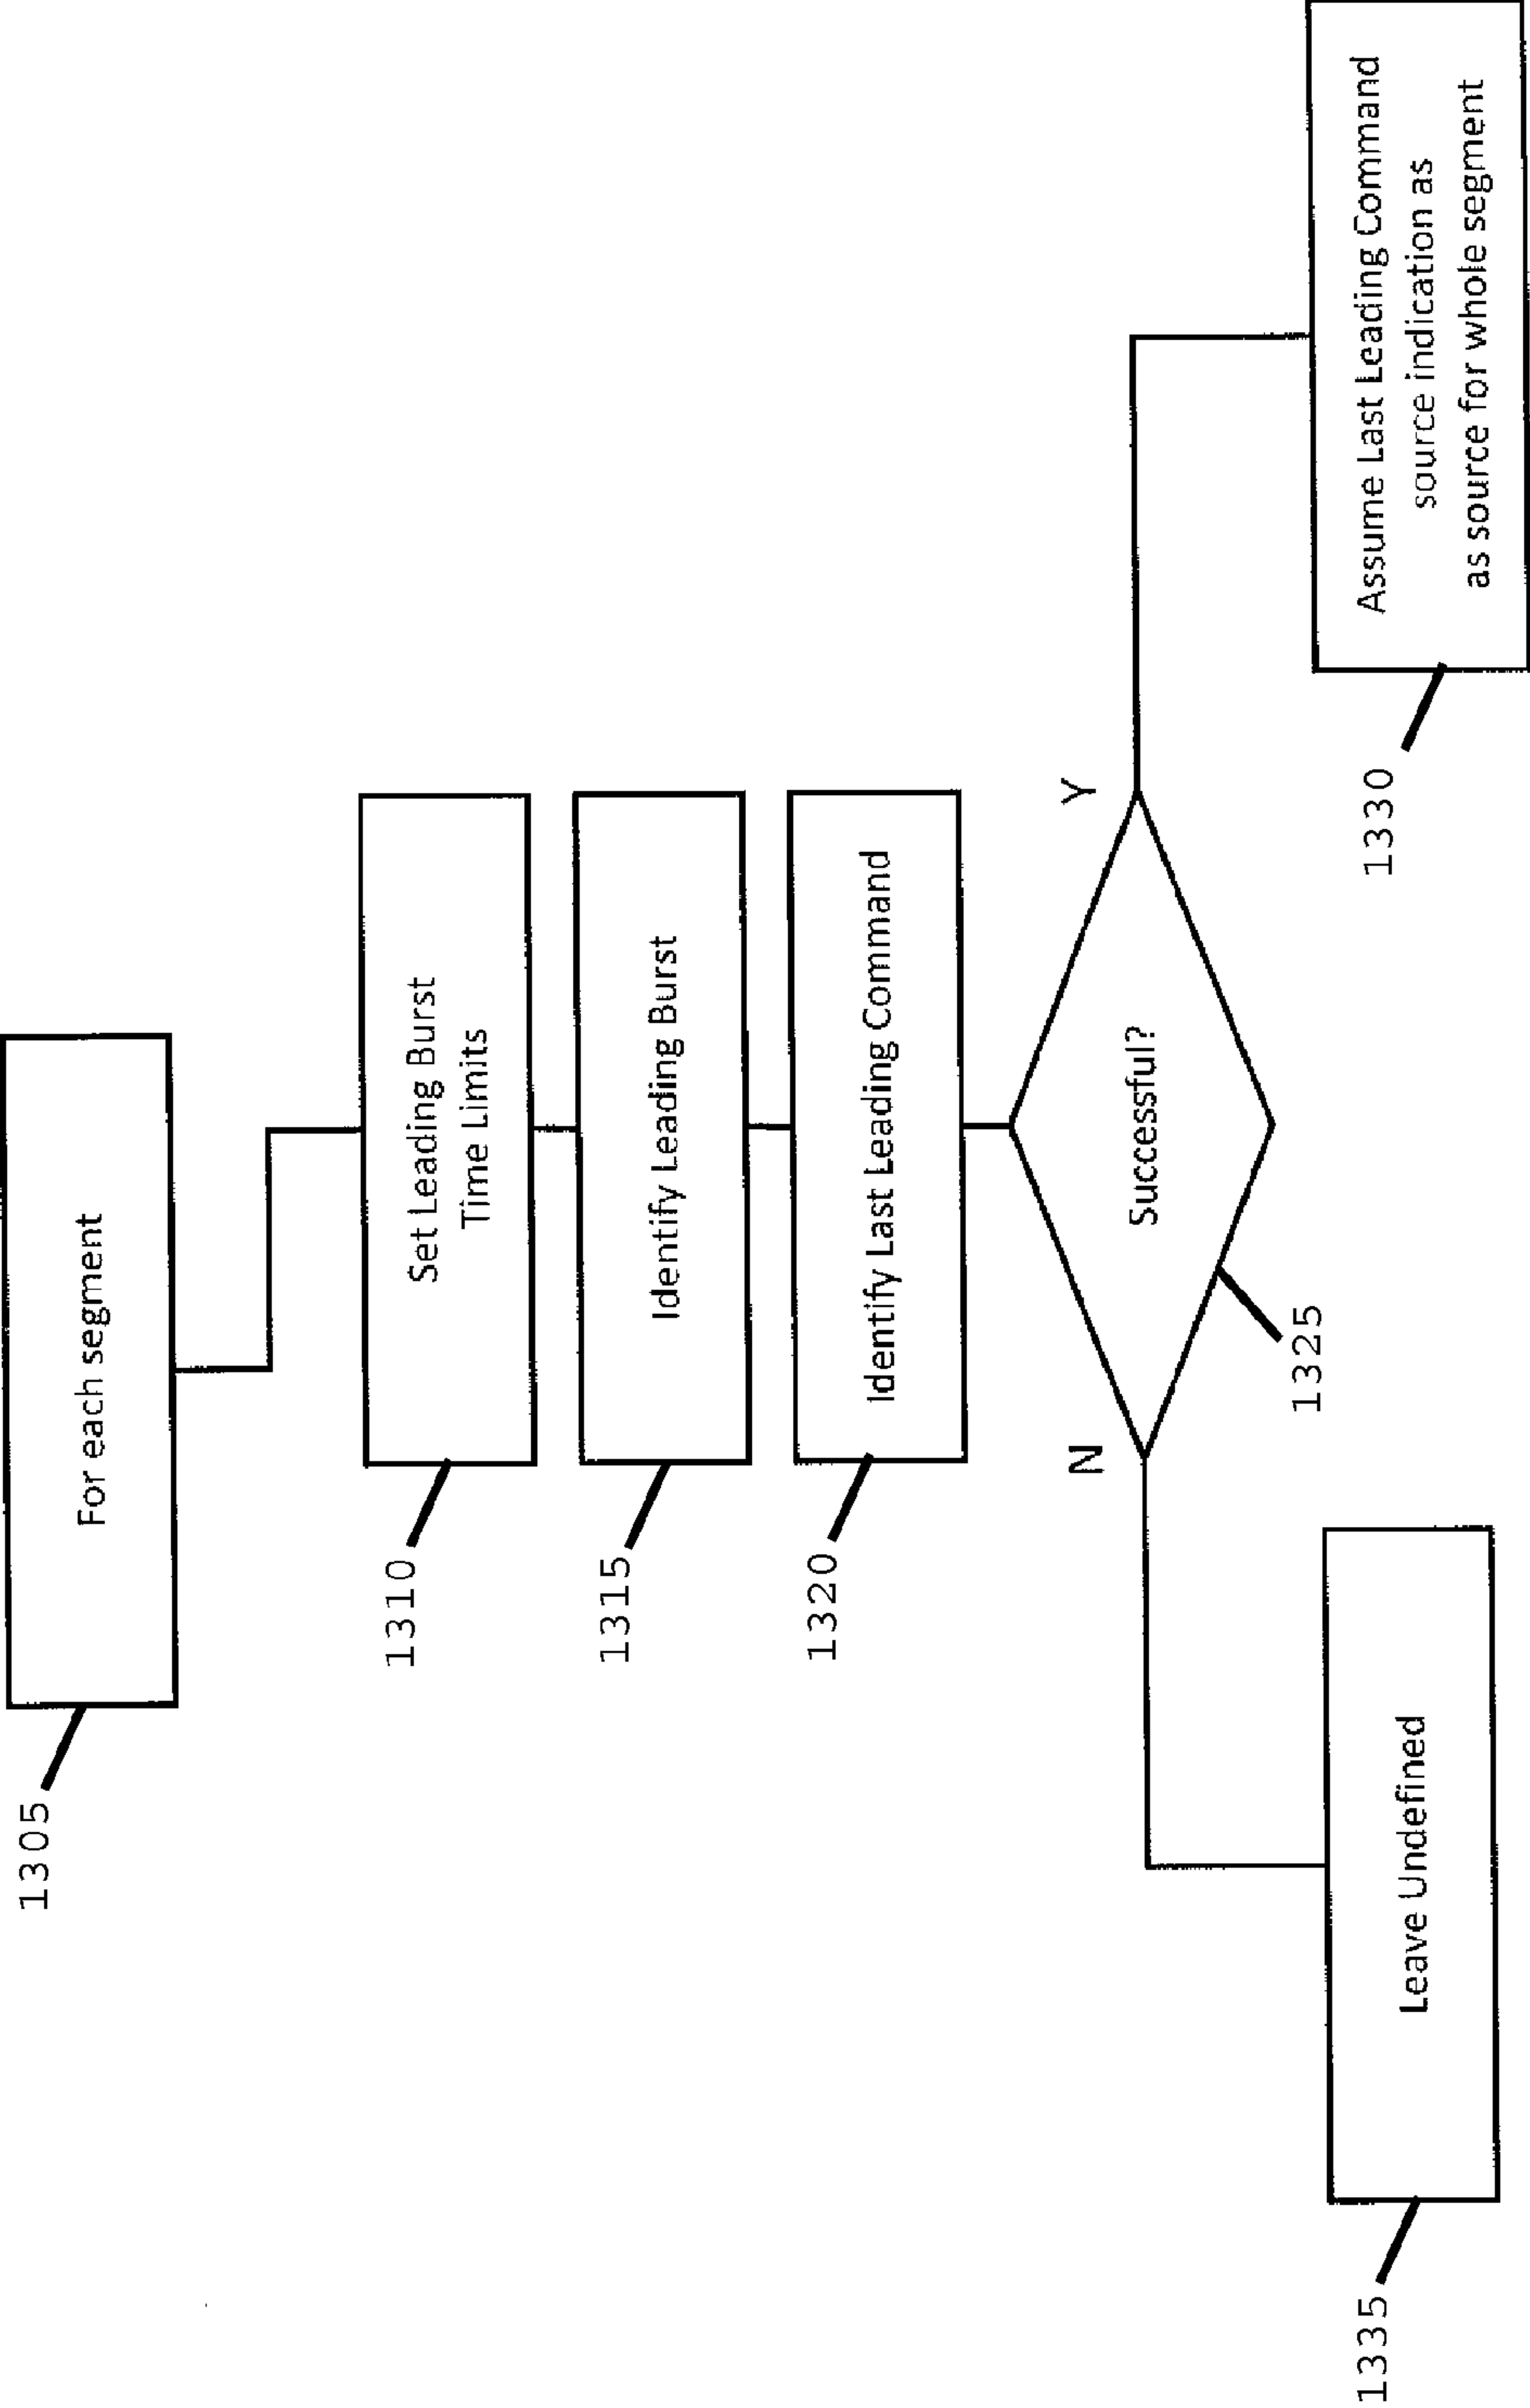 1305
For each segment
1310
Set Leading Burst
Time Limits
1315
Identify Leading Burst
1320
Identify Last Leading Command
N
Successful?
Y
1325
1335
Leave Undefined
1330
Assume Last Leading Command
source indication as
as source for whole segment